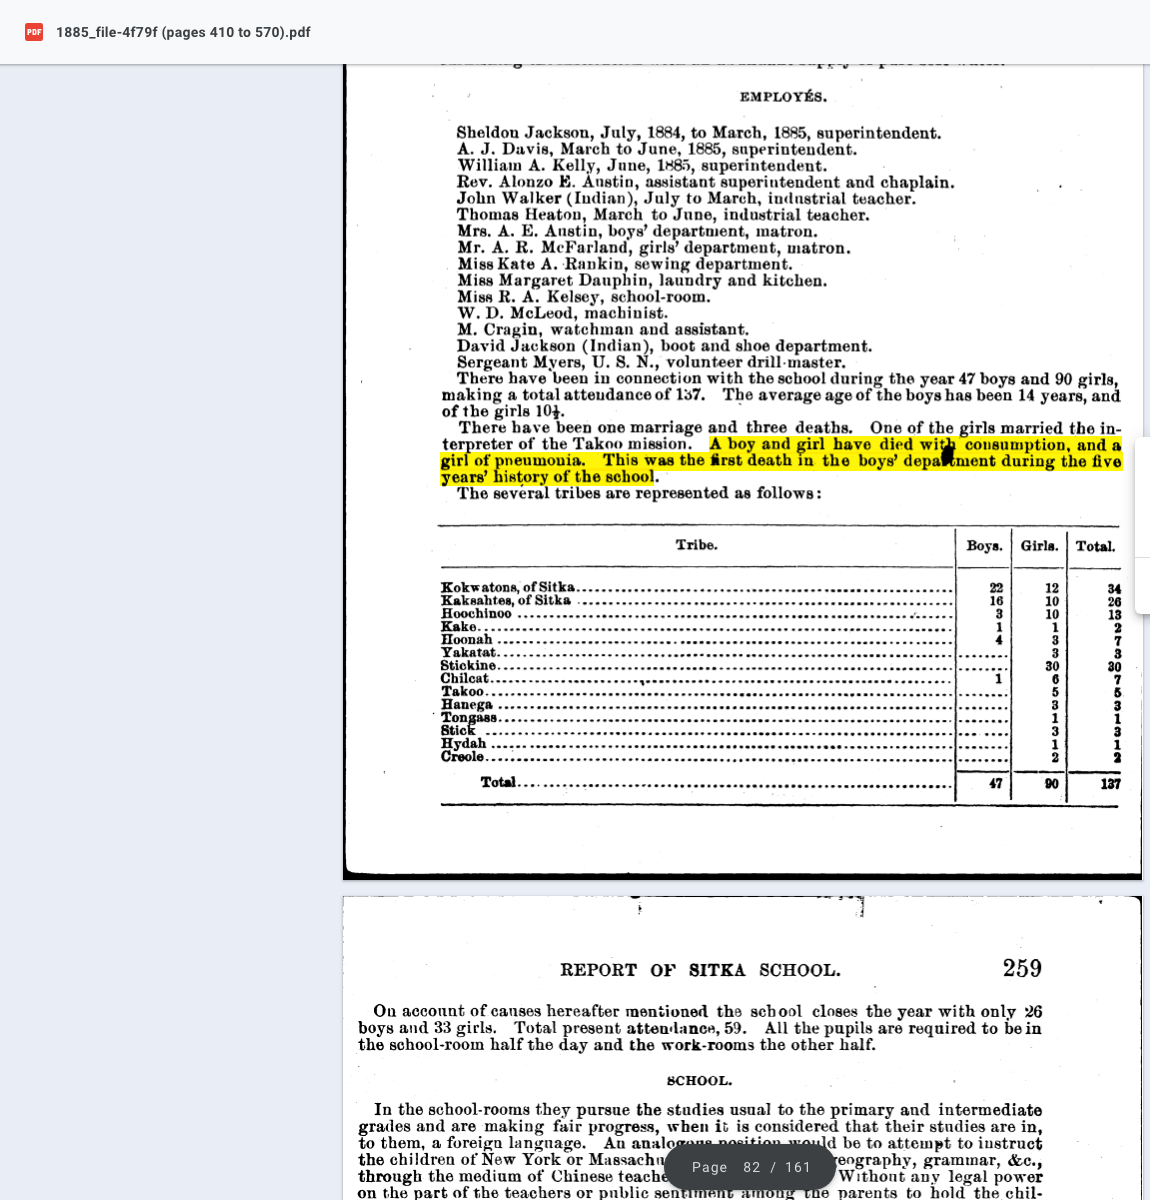 PDF 1885_file-4f79f (pages 410 to 570).pdf
EMPLOYÉS.
Sheldon Jackson, July, 1884, to March, 1885, superintendent.
A. J. Davis, March to June, 1885, superintendent.
William A. Kelly, June, 1885, superintendent.
Rev. Alonzo E. Austin, assistant superintendent and chaplain.
John Walker (Indian), July to March, industrial teacher.
Thomas Heaton, March to June, industrial teacher.
Mrs. A. E. Austin, boys' department, matron.
Mr. A. R. McFarland, girls' department, matron.
Miss Kate A. Rankin, sewing department.
Miss Margaret Dauphin, laundry and kitchen.
Miss R. A. Kelsey, school-room.
W. D. McLeod, machinist.
M. Cragin, watchman and assistant.
David Jackson (Indian), boot and shoe department.
Sergeant Myers, U. S. N., volunteer drill-master.
There have been in connection with the school during the year 47 boys and 90 girls,
making a total attendance of 137. The average age of the boys has been 14 years, and
of the girls 10½.
There have been one marriage and three deaths. One of the girls married the in-
terpreter of the Takoo mission. A boy and girl have died with consumption, and a
girl of pneumonia. This was the first death in the boys' department during the five
years' history of the school.
The several tribes are represented as follows:
Tribe. Boys. Girls. Total.
Kokwatons, of Sitka 22 12 34
Kaksahtes, of Sitka 16 10 26
Hoochinoo 3 10 13
Kake 1 1 2
Hoonah 4 3 7
Yakatat 3 3
Stickine 30 30
Chilcat 1 6 7
Takoo 5 5
Hanega 3 3
Tongass 1 1
Stick 3 3
Hydah 1 1
Creole 2 2
Total 47 90 137
REPORT OF SITKA SCHOOL. 259
On account of causes hereafter mentioned the school closes the year with only 26
boys and 33 girls. Total present attendance, 59. All the pupils are required to be in
the school-room half the day and the work-rooms the other half.
SCHOOL.
In the school-rooms they pursue the studies usual to the primary and intermediate
grades and are making fair progress, when it is considered that their studies are in,
to them, a foreign language. An analogous position would be to attempt to instruct
the children of New York or Massachu eography, grammar, &c.,
through the medium of Chinese teache Without any legal power
on the part of the teachers or public sentiment among the parents to hold the chil-
Page 82 / 161